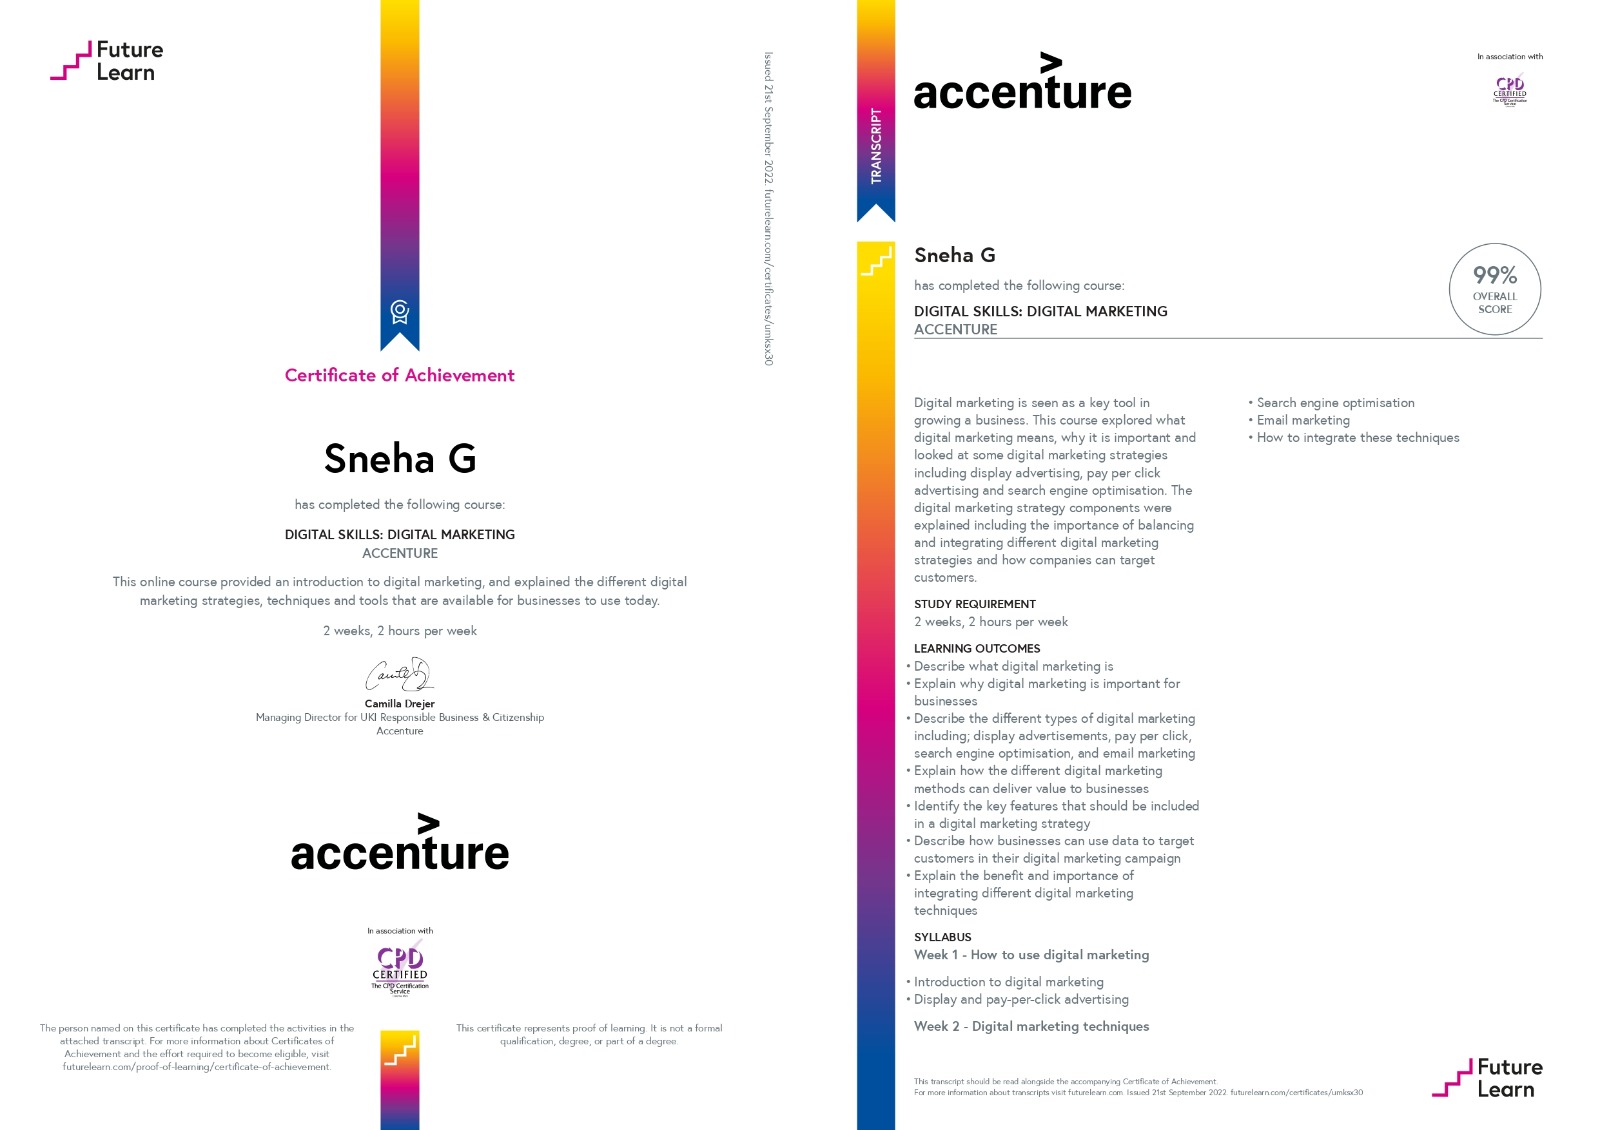 Future
Learn
Issued 21st September 2022. futurelearn.com/certificates/umksx30
Certificate of Achievement
Sneha G
has completed the following course:
DIGITAL SKILLS: DIGITAL MARKETING
ACCENTURE
This online course provided an introduction to digital marketing, and explained the different digital
marketing strategies, techniques and tools that are available for businesses to use today.
2 weeks, 2 hours per week
Camilla Drejer
Managing Director for UKI Responsible Business & Citizenship
Accenture
accenture
In association with
CPD
CERTIFIED
The CPD Certification
Service
The person named on this certificate has completed the activities in the
attached transcript. For more information about Certificates of
Achievement and the effort required to become eligible, visit
futurelearn.com/proof-of-learning/certificate-of-achievement.
This certificate represents proof of learning. It is not a formal
qualification, degree, or part of a degree.
TRANSCRIPT
accenture
In association with
CPD
CERTIFIED
The CPD Certification
Service
Sneha G
has completed the following course:
DIGITAL SKILLS: DIGITAL MARKETING
ACCENTURE
99%
OVERALL
SCORE
Digital marketing is seen as a key tool in
growing a business. This course explored what
digital marketing means, why it is important and
looked at some digital marketing strategies
including display advertising, pay per click
advertising and search engine optimisation. The
digital marketing strategy components were
explained including the importance of balancing
and integrating different digital marketing
strategies and how companies can target
customers.
STUDY REQUIREMENT
2 weeks, 2 hours per week
LEARNING OUTCOMES
• Describe what digital marketing is
• Explain why digital marketing is important for
businesses
• Describe the different types of digital marketing
including; display advertisements, pay per click,
search engine optimisation, and email marketing
• Explain how the different digital marketing
methods can deliver value to businesses
• Identify the key features that should be included
in a digital marketing strategy
• Describe how businesses can use data to target
customers in their digital marketing campaign
• Explain the benefit and importance of
integrating different digital marketing
techniques
SYLLABUS
Week 1 - How to use digital marketing
• Introduction to digital marketing
• Display and pay-per-click advertising
Week 2 - Digital marketing techniques
• Search engine optimisation
• Email marketing
• How to integrate these techniques
This transcript should be read alongside the accompanying Certificate of Achievement.
For more information about transcripts visit futurelearn.com. Issued 21st September 2022. futurelearn.com/certificates/umksx30
Future
Learn